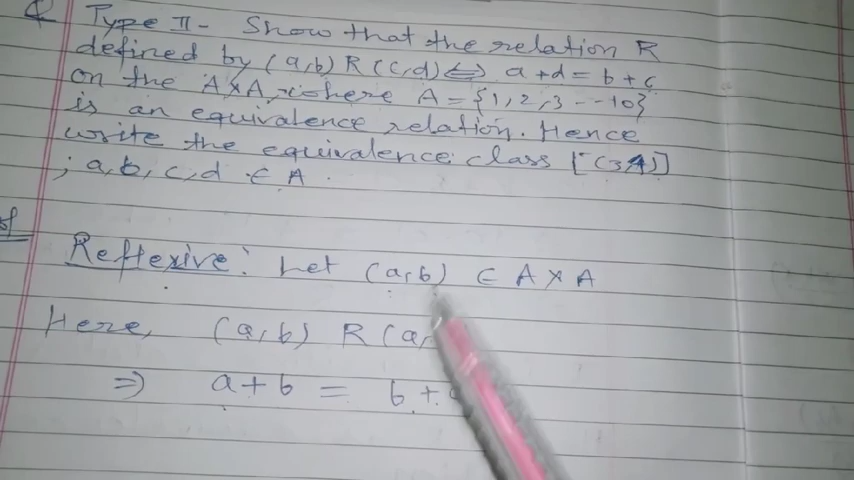 Q Type II - Show that the relation R
defined by (a,b) R (c,d) ⇔ a+d = b+c
on the A×A, where A = {1,2,3 - - 10}
is an equivalence relation. Hence
write the equivalence class [(3,4)]
; a,b,c,d ∈ A.
Reflexive: Let (a,b) ∈ A × A
Here, (a,b) R (a,
⇒ a+b = b+